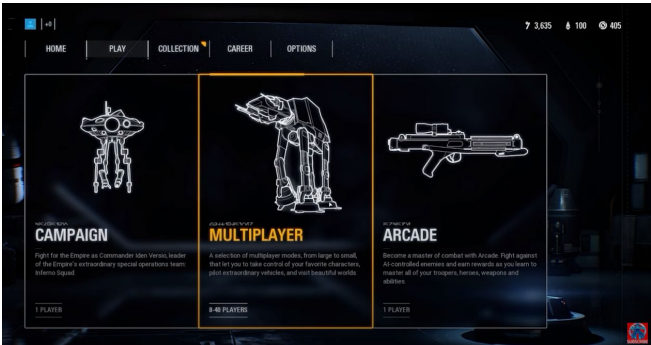 +0
3,635
100
405
HOME
PLAY
COLLECTION
CAREER
OPTIONS
CAMPAIGN
Fight for the Empire as Commander Iden Versio, leader
of the Empire's extraordinary special operations team:
Inferno Squad.
1 PLAYER
MULTIPLAYER
A selection of multiplayer modes, from large to small,
that let you to take control of your favorite characters,
pilot extraordinary vehicles, and visit beautiful worlds.
8-40 PLAYERS
ARCADE
Become a master of combat with Arcade. Fight against
AI-controlled enemies and earn rewards as you learn to
master all of your troopers, heroes, weapons and
abilities.
1 PLAYER